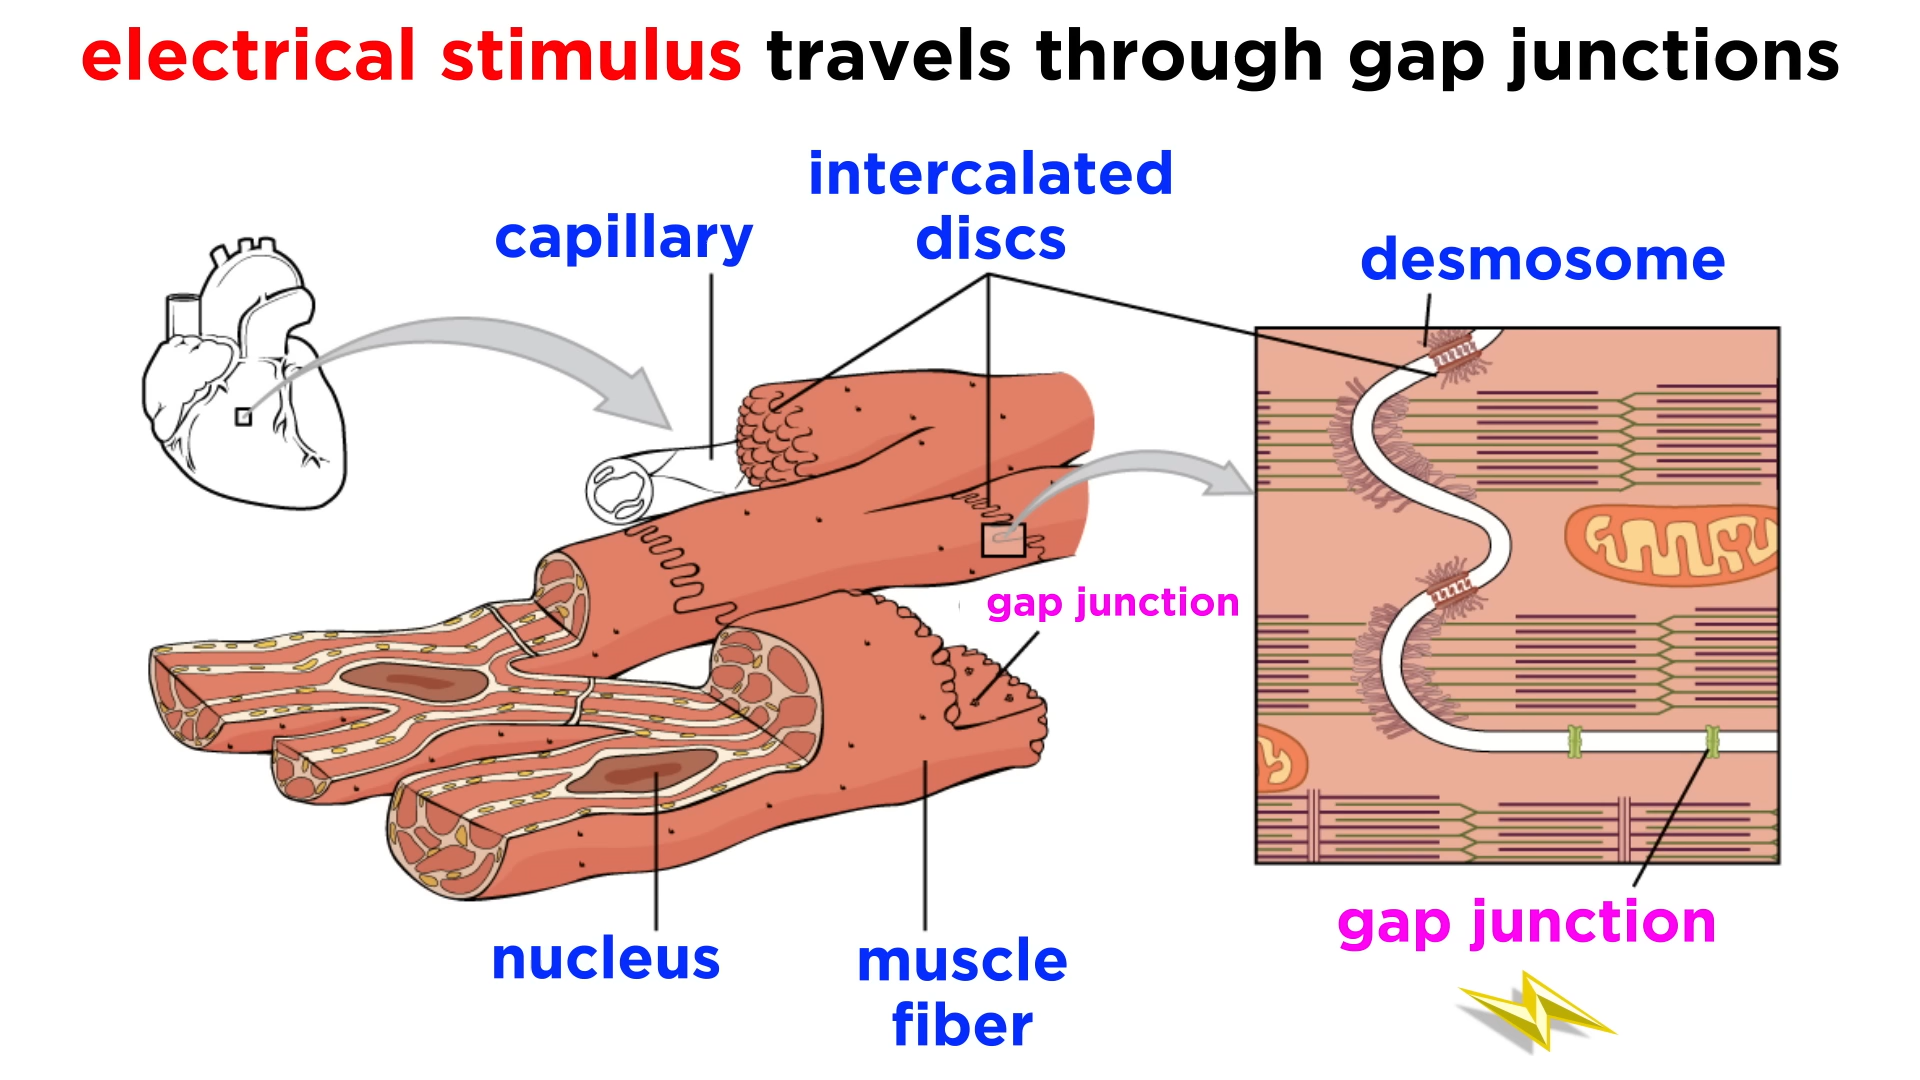 electrical stimulus travels through gap junctions
intercalated
discs
capillary
desmosome
gap junction
gap junction
nucleus
muscle
fiber